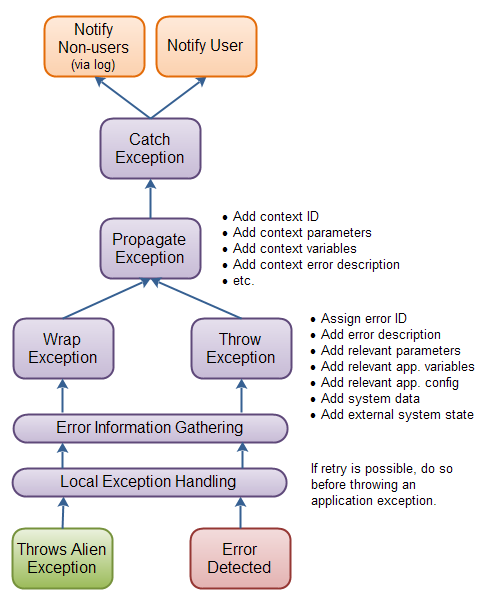 Notify
Non-users
(via log)
Notify User
Catch
Exception
Propagate
Exception
• Add context ID
• Add context parameters
• Add context variables
• Add context error description
• etc.
Wrap
Exception
Throw
Exception
• Assign error ID
• Add error description
• Add relevant parameters
• Add relevant app. variables
• Add relevant app. config
• Add system data
• Add external system state
Error Information Gathering
Local Exception Handling
If retry is possible, do so
before throwing an
application exception.
Throws Alien
Exception
Error
Detected